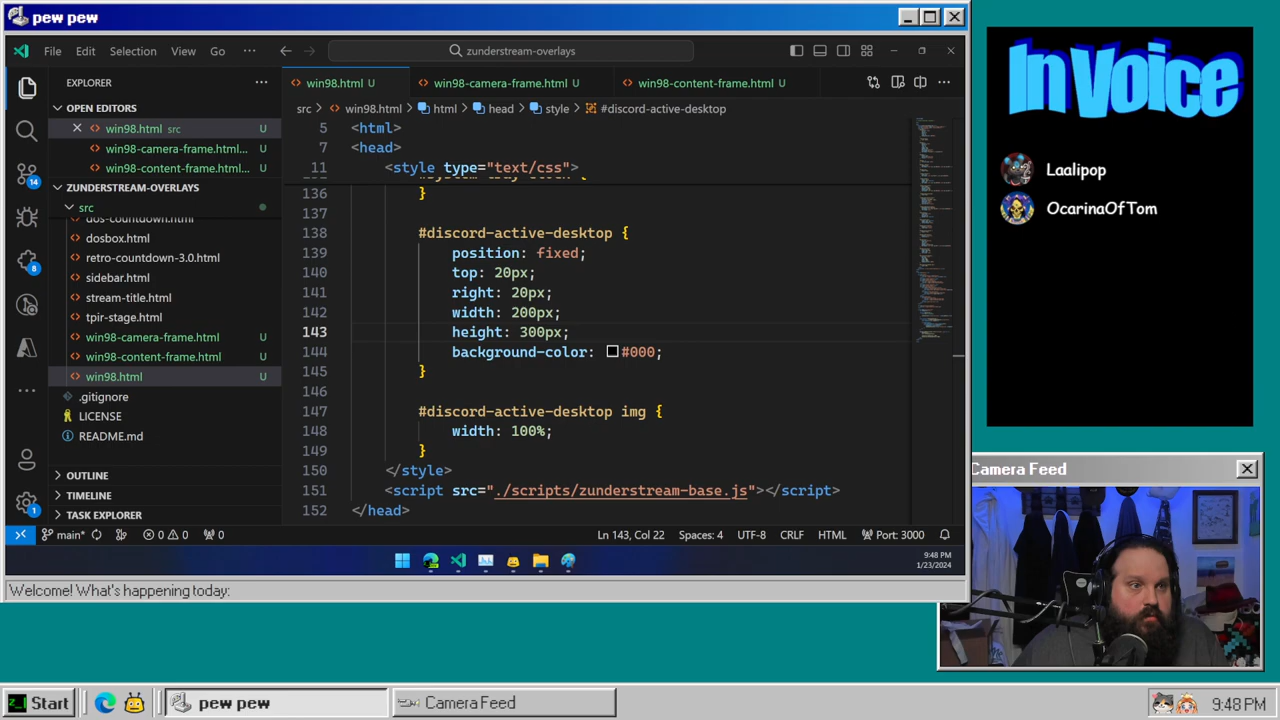 pew pew
File Edit Selection View Go ··· zunderstream-overlays
EXPLORER ···
win98.html U
win98-camera-frame.html U
win98-content-frame.html U
OPEN EDITORS
win98.html src U
win98-camera-frame.html... U
win98-content-frame.html... U
ZUNDERSTREAM-OVERLAYS
src
dos-countdown.html
dosbox.html
retro-countdown-3.0.html
sidebar.html
stream-title.html
tpir-stage.html
win98-camera-frame.html U
win98-content-frame.html U
win98.html U
.gitignore
LICENSE
README.md
OUTLINE
TIMELINE
TASK EXPLORER
14
8
1
src > win98.html > html > head > style > #discord-active-desktop
5 <html>
7 <head>
11 <style type="text/css">
#system-tray-clock {
136 }
137
138 #discord-active-desktop {
139 position: fixed;
140 top: 20px;
141 right: 20px;
142 width: 200px;
143 height: 300px;
144 background-color: #000;
145 }
146
147 #discord-active-desktop img {
148 width: 100%;
149 }
150 </style>
151 <script src="./scripts/zunderstream-base.js"></script>
152 </head>
main* 0 0 0 Ln 143, Col 22 Spaces: 4 UTF-8 CRLF HTML Port: 3000
9:48 PM
1/23/2024
Welcome! What's happening today:
In Voice
Laalipop
OcarinaOfTom
Camera Feed
Start
pew pew
Camera Feed
9:48 PM